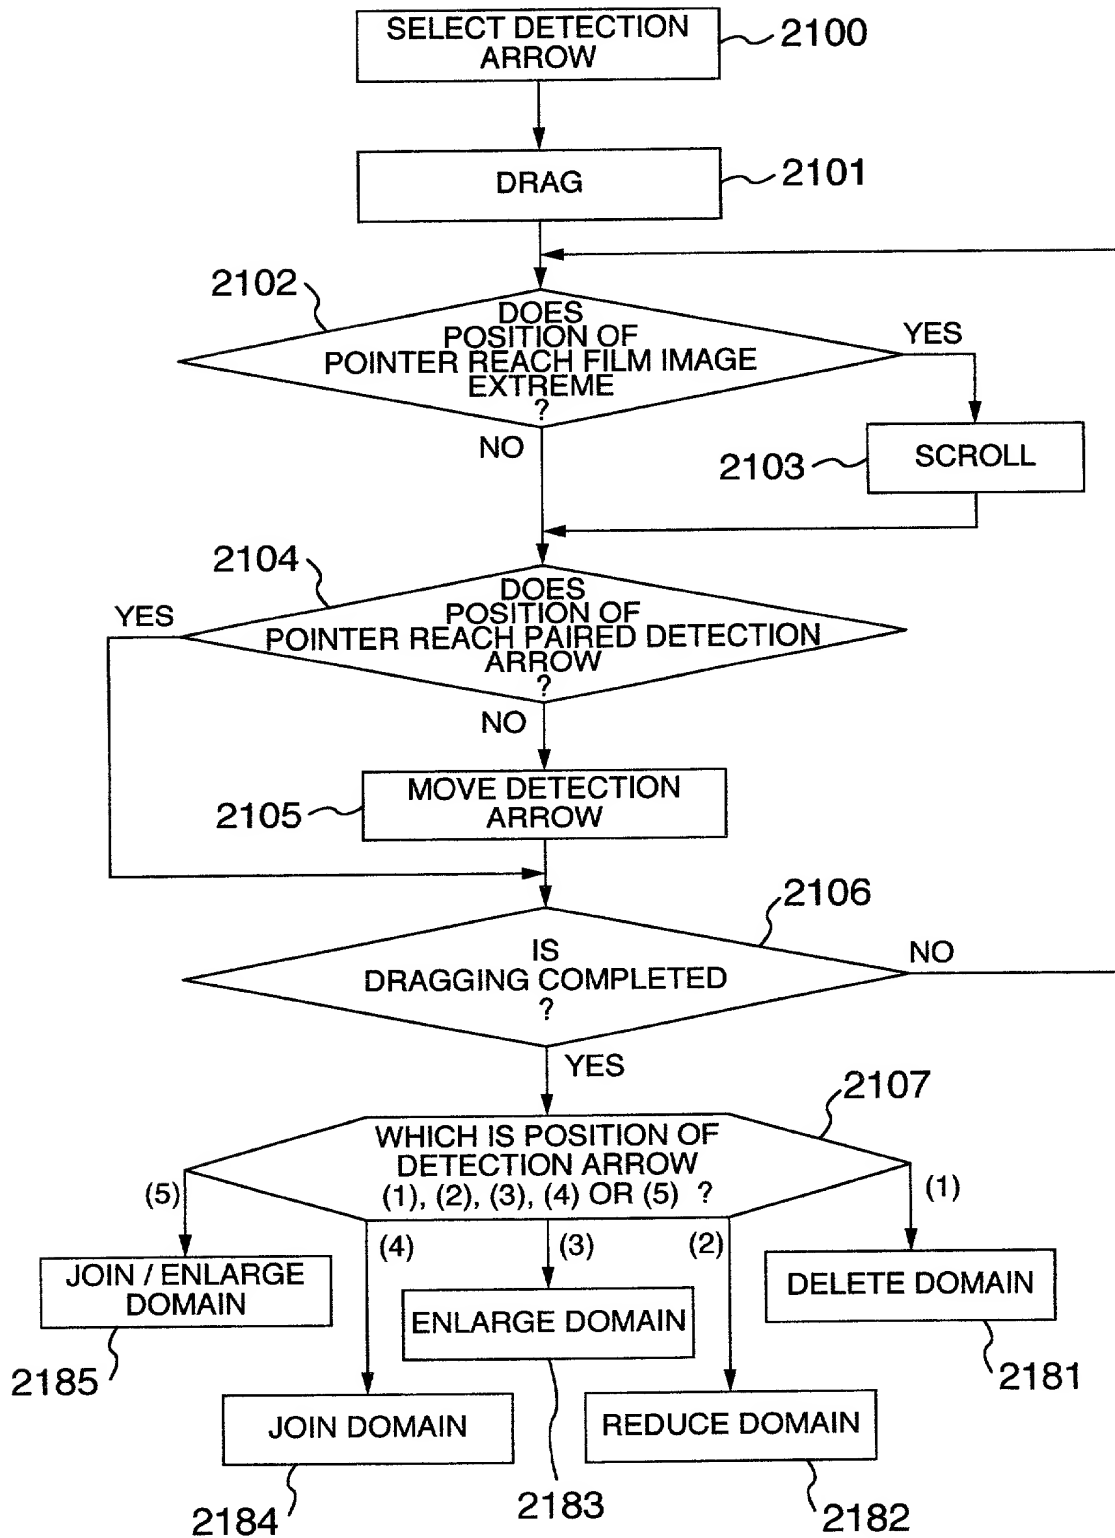 SELECT DETECTION
ARROW
2100
DRAG
2101
2102
DOES
POSITION OF
POINTER REACH FILM IMAGE
EXTREME
?
YES
NO
SCROLL
2103
2104
DOES
POSITION OF
POINTER REACH PAIRED DETECTION
ARROW
?
YES
NO
MOVE DETECTION
ARROW
2105
2106
IS
DRAGGING COMPLETED
?
NO
YES
2107
WHICH IS POSITION OF
DETECTION ARROW
(1), (2), (3), (4) OR (5) ?
(5)
(4)
(3)
(2)
(1)
JOIN / ENLARGE
DOMAIN
2185
ENLARGE DOMAIN
2183
DELETE DOMAIN
2181
JOIN DOMAIN
2184
REDUCE DOMAIN
2182